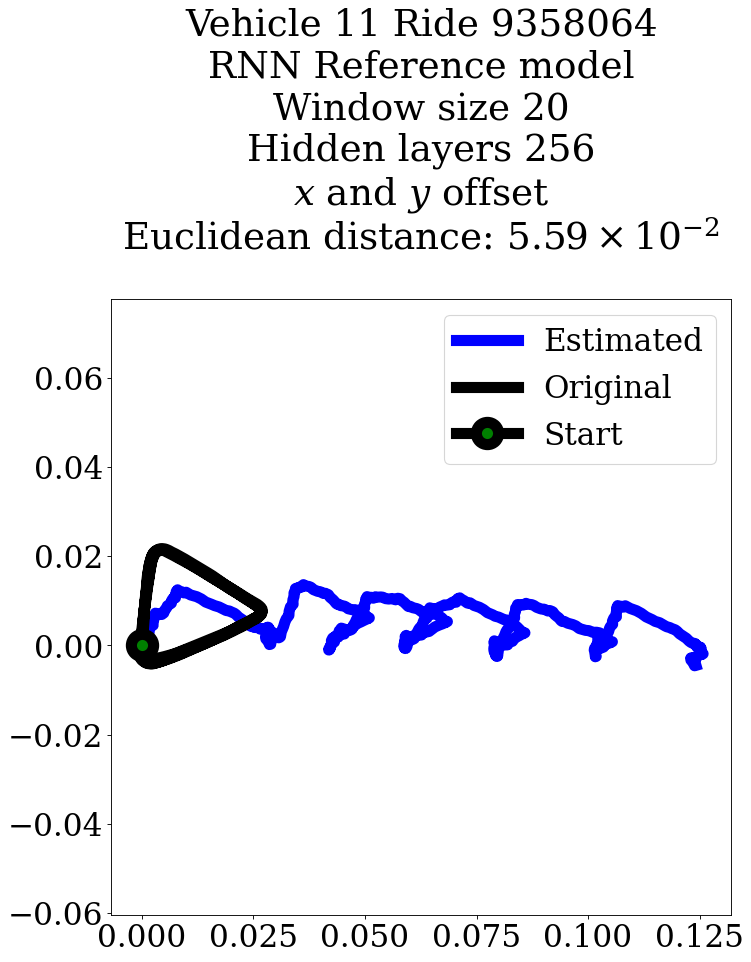 Vehicle 11 Ride 9358064
RNN Reference model
Window size 20
Hidden layers 256
x and y offset
Euclidean distance: 5.59 × 10⁻²
Estimated
Original
Start
0.06
0.04
0.02
0.00
−0.02
−0.04
−0.06
0.000 0.025 0.050 0.075 0.100 0.125